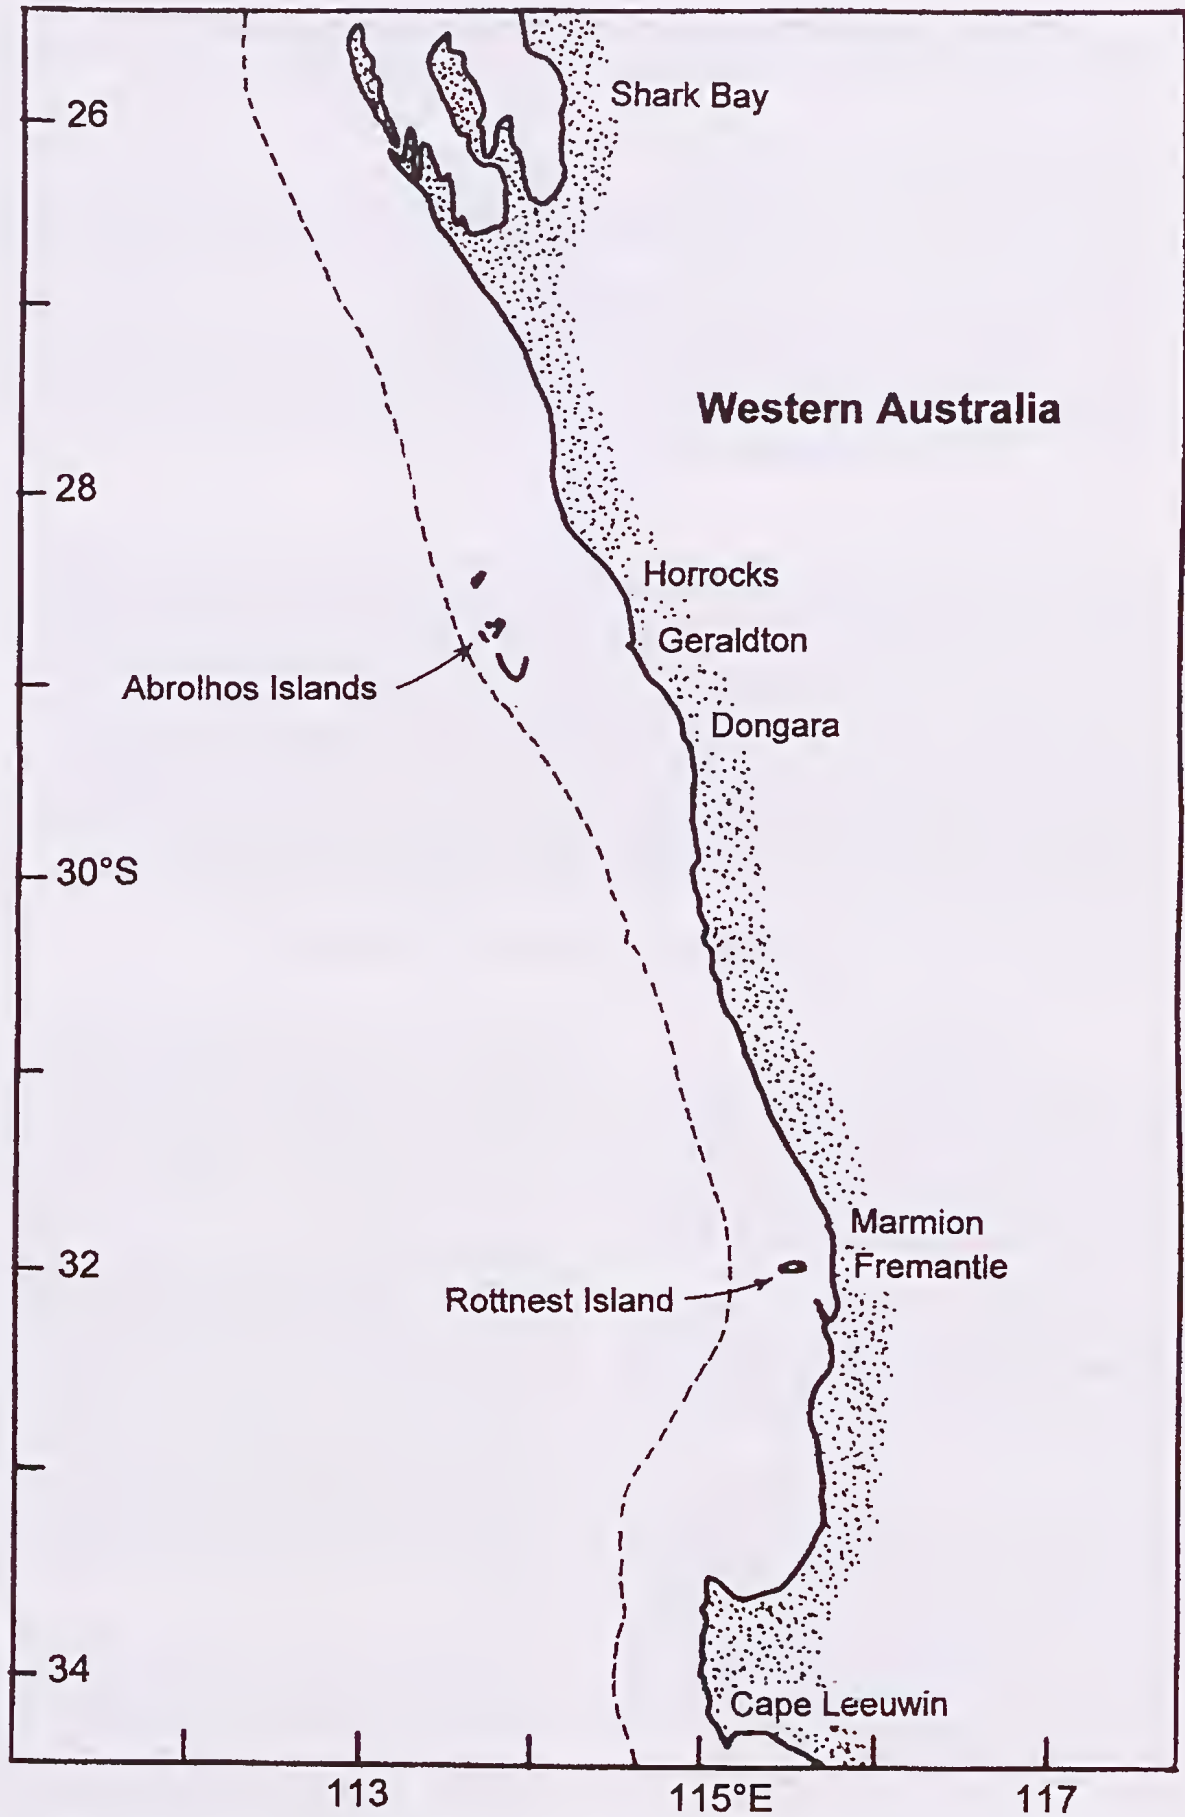 Shark Bay
26
Western Australia
28
Horrocks
Geraldton
Abrolhos Islands
Dongara
30°S
Marmion
32
Fremantle
Rottnest Island
34
Cape Leeuwin
113
115°E
117